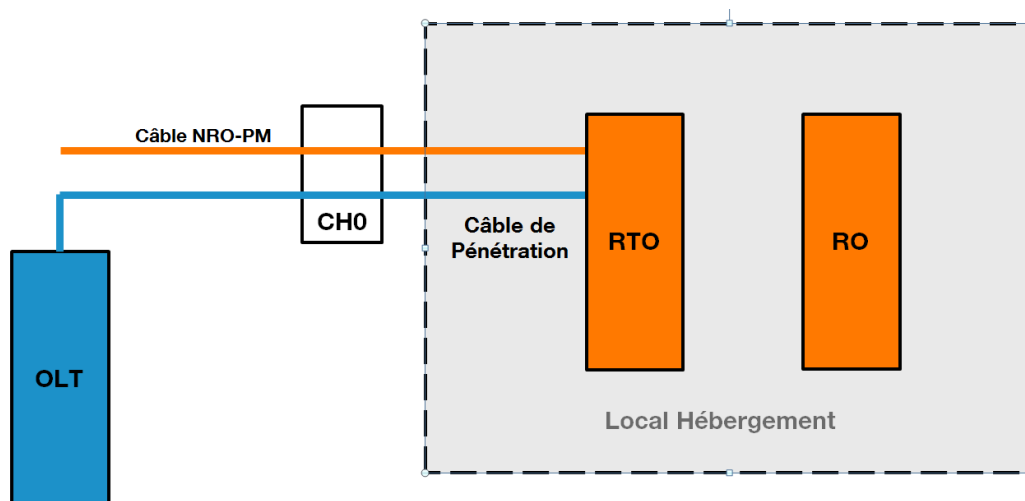 Câble NRO-PM
CH0
Câble de
Pénétration
RTO
RO
OLT
Local Hébergement